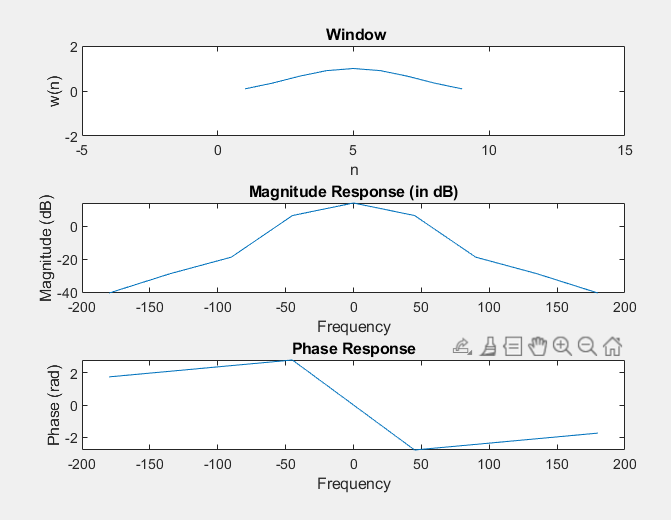 Window
2
0
-2
w(n)
-5 0 5 10 15
n
Magnitude Response (in dB)
0
-20
-40
Magnitude (dB)
-200 -150 -100 -50 0 50 100 150 200
Frequency
Phase Response
2
0
-2
Phase (rad)
-200 -150 -100 -50 0 50 100 150 200
Frequency